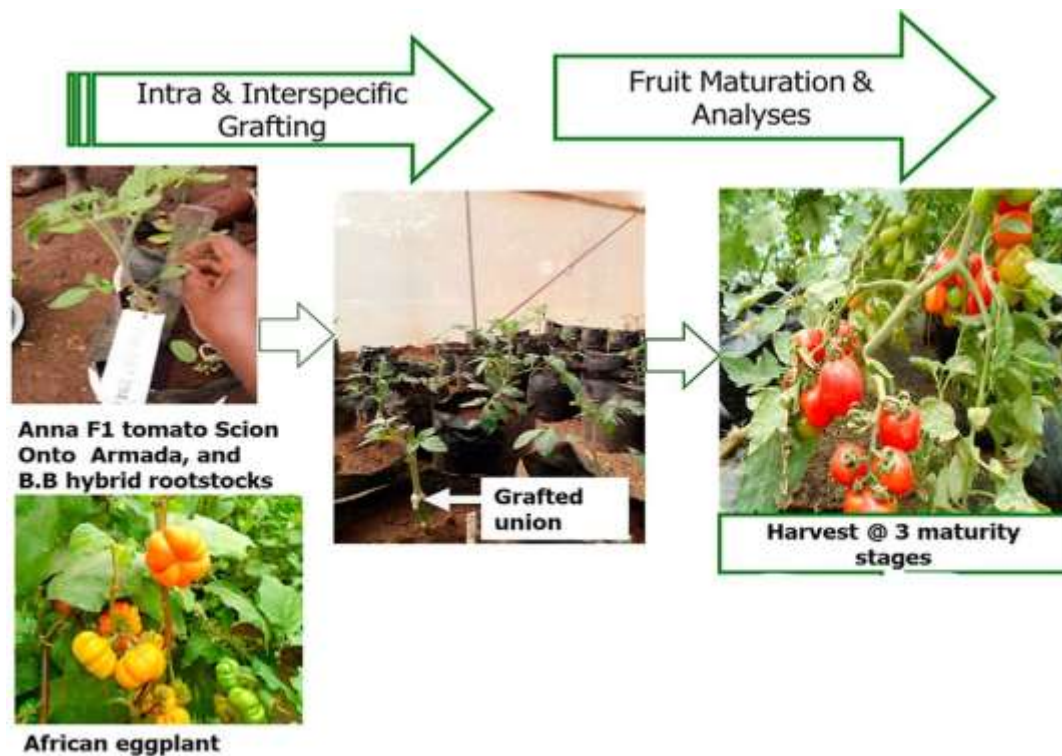 Intra & Interspecific
Grafting
Fruit Maturation &
Analyses
Anna F1 tomato Scion
Onto Armada, and
B.B hybrid rootstocks
Grafted
union
Harvest @ 3 maturity
stages
African eggplant